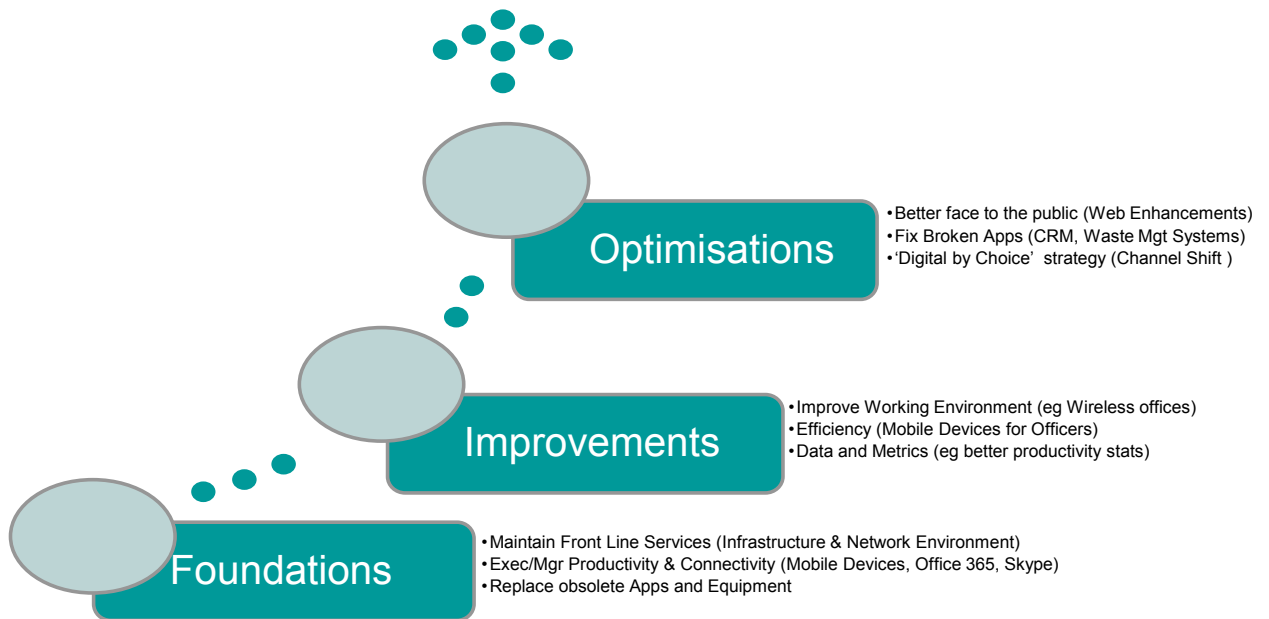 Optimisations
•Better face to the public (Web Enhancements)
•Fix Broken Apps (CRM, Waste Mgt Systems)
•‘Digital by Choice’ strategy (Channel Shift )
Improvements
•Improve Working Environment (eg Wireless offices)
•Efficiency (Mobile Devices for Officers)
•Data and Metrics (eg better productivity stats)
Foundations
•Maintain Front Line Services (Infrastructure & Network Environment)
•Exec/Mgr Productivity & Connectivity (Mobile Devices, Office 365, Skype)
•Replace obsolete Apps and Equipment